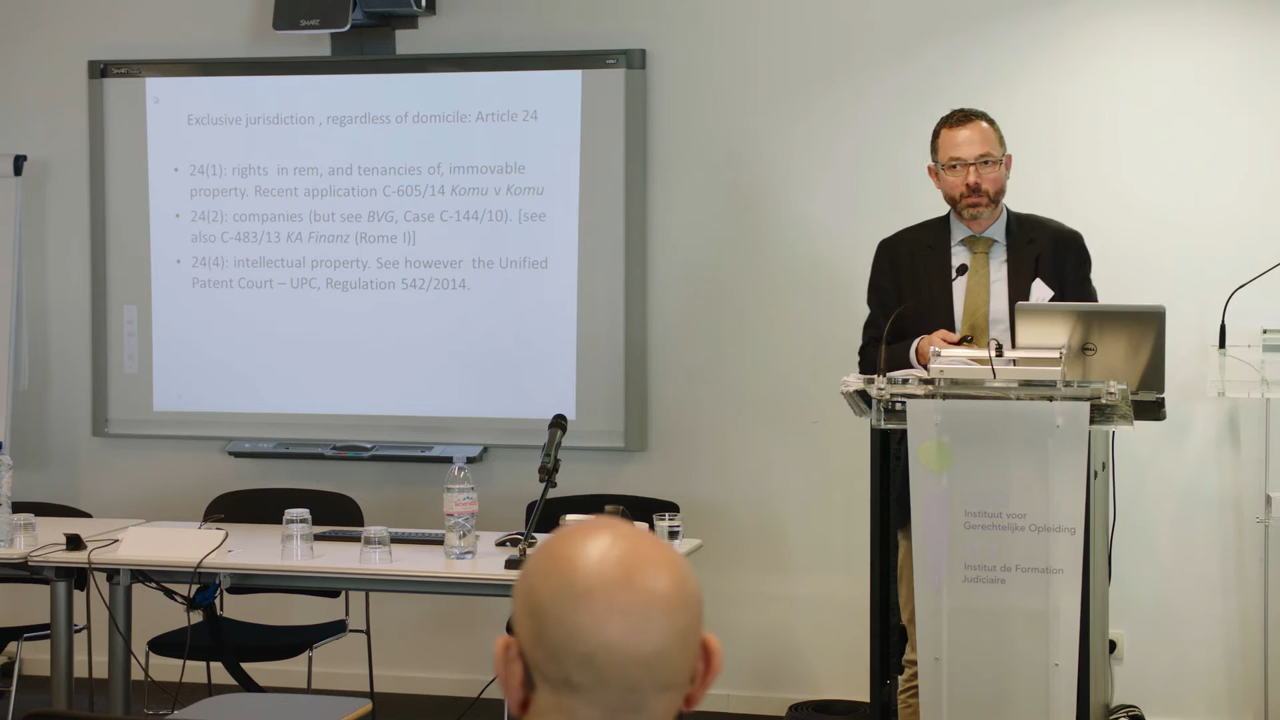 SMART
SMART
Exclusive jurisdiction , regardless of domicile: Article 24
• 24(1): rights in rem, and tenancies of, immovable
property. Recent application C-605/14 Komu v Komu
• 24(2): companies (but see BVG, Case C-144/10). [see
also C-483/13 KA Finanz (Rome I)]
• 24(4): intellectual property. See however the Unified
Patent Court – UPC, Regulation 542/2014.
DELL
Instituut voor
Gerechtelijke Opleiding
Institut de Formation
Judiciaire